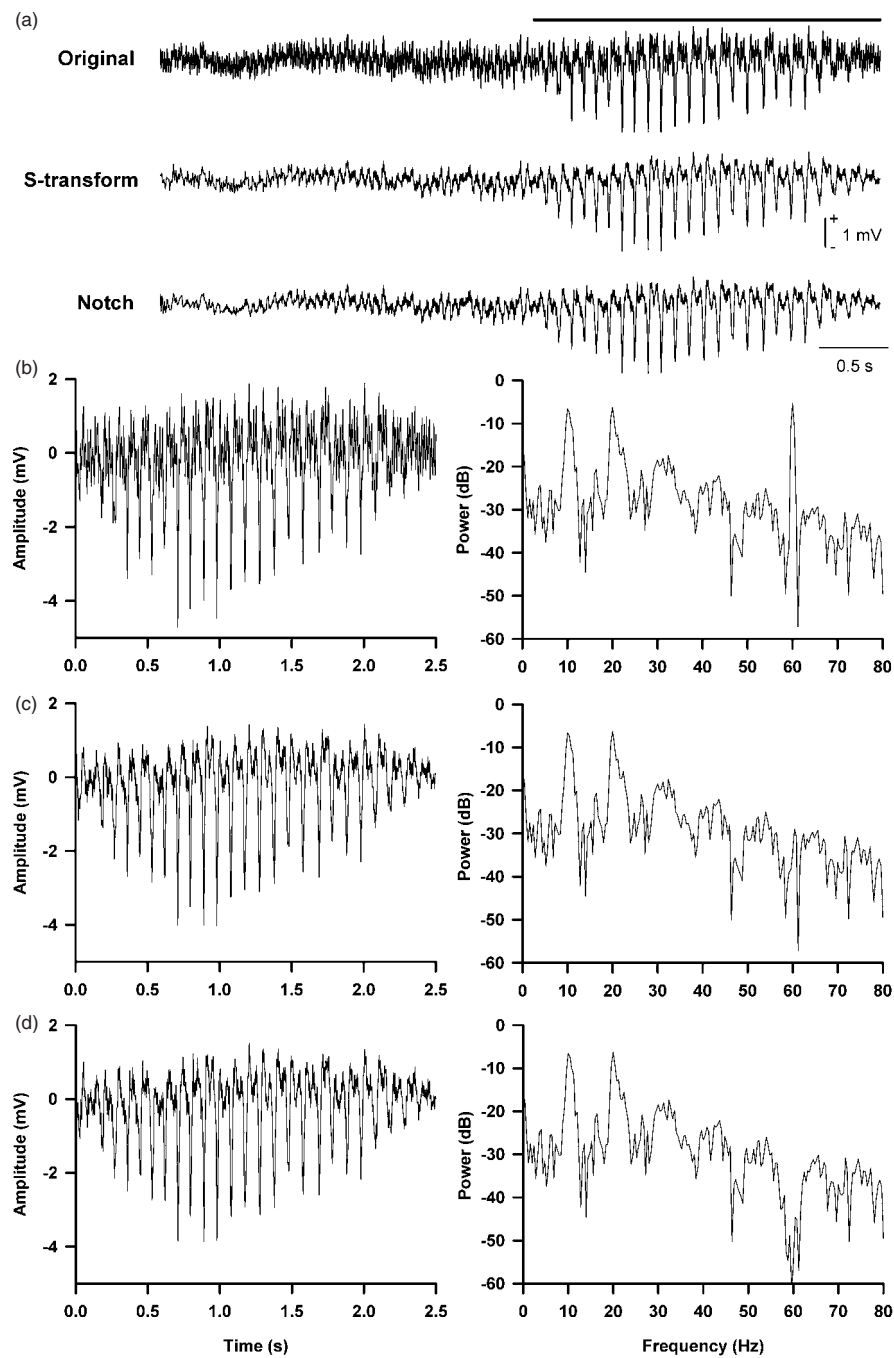 (a)
Original
S-transform
+
1 mV
-
Notch
0.5 s
(b)
2
0
-2
-4
Amplitude (mV)
0.0 0.5 1.0 1.5 2.0 2.5
0
-10
-20
-30
-40
-50
-60
Power (dB)
0 10 20 30 40 50 60 70 80
(c)
2
0
-2
-4
Amplitude (mV)
0.0 0.5 1.0 1.5 2.0 2.5
0
-10
-20
-30
-40
-50
-60
Power (dB)
0 10 20 30 40 50 60 70 80
(d)
2
0
-2
-4
Amplitude (mV)
0.0 0.5 1.0 1.5 2.0 2.5
Time (s)
0
-10
-20
-30
-40
-50
-60
Power (dB)
0 10 20 30 40 50 60 70 80
Frequency (Hz)